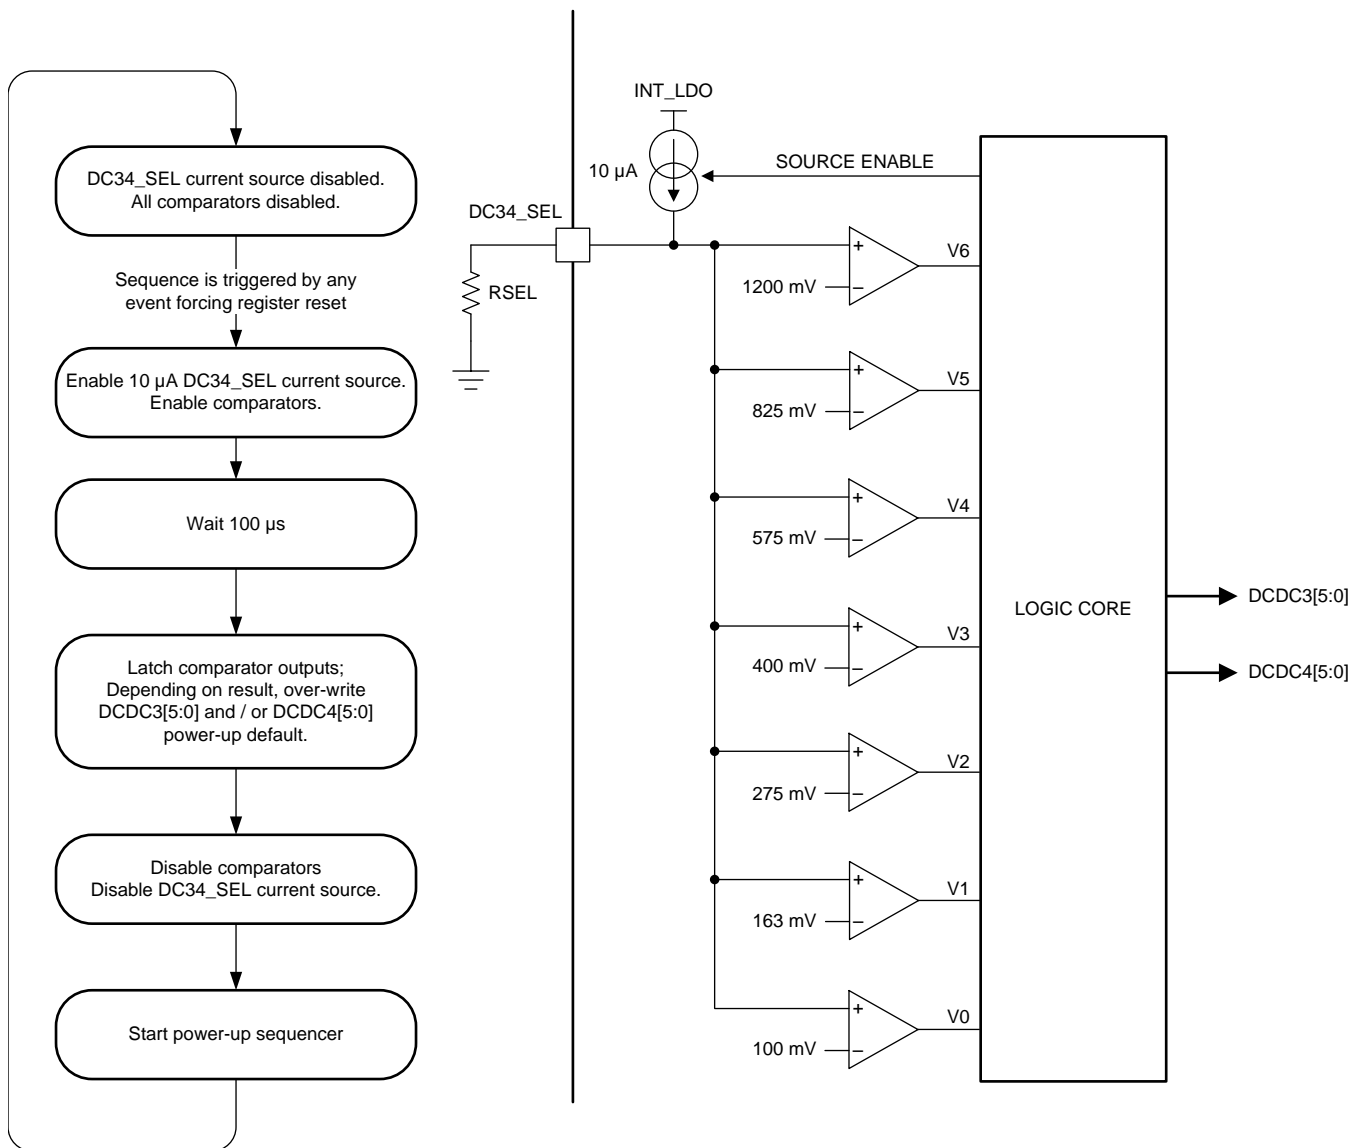 DC34_SEL current source disabled.
All comparators disabled.
Sequence is triggered by any
event forcing register reset
Enable 10 µA DC34_SEL current source.
Enable comparators.
Wait 100 µs
Latch comparator outputs;
Depending on result, over-write
DCDC3[5:0] and / or DCDC4[5:0]
power-up default.
Disable comparators
Disable DC34_SEL current source.
Start power-up sequencer
INT_LDO
10 µA
SOURCE ENABLE
DC34_SEL
RSEL
+
–
1200 mV
V6
+
–
825 mV
V5
+
–
575 mV
V4
+
–
400 mV
V3
+
–
275 mV
V2
+
–
163 mV
V1
+
–
100 mV
V0
LOGIC CORE
DCDC3[5:0]
DCDC4[5:0]